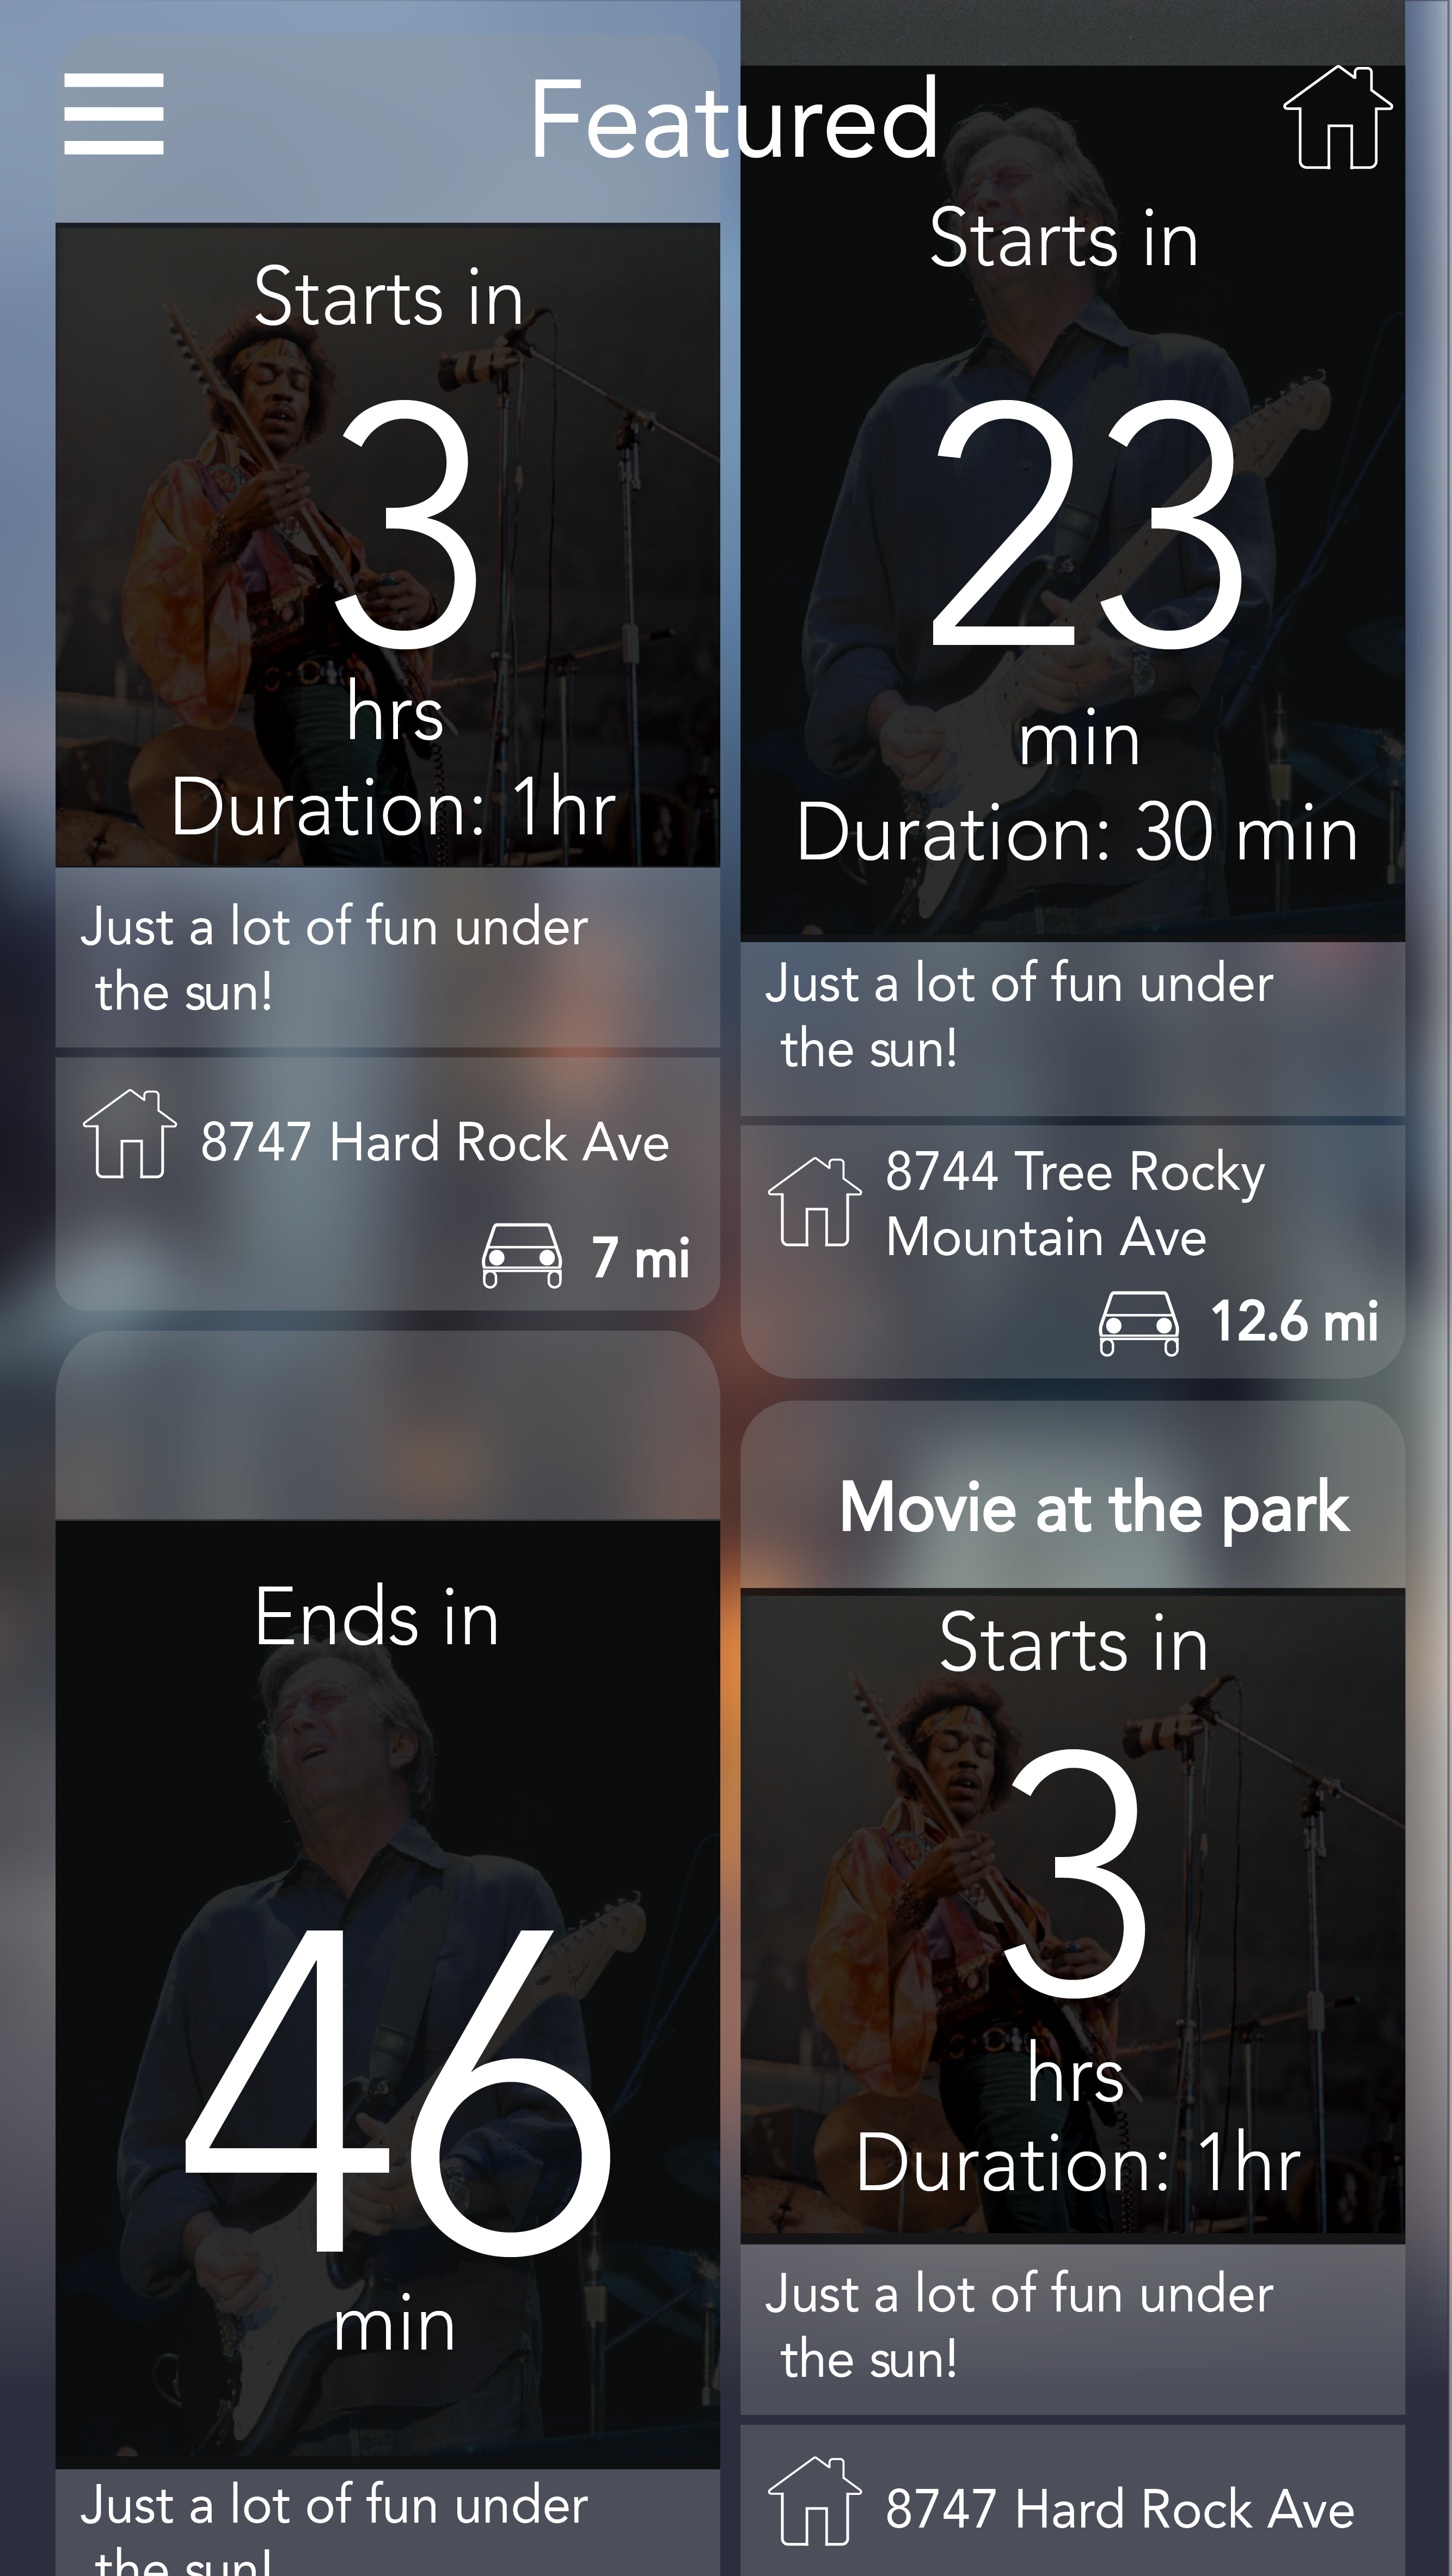 Featured
Starts in
3
hrs
Duration: 1hr
Just a lot of fun under
the sun!
8747 Hard Rock Ave
7 mi
Ends in
46
min
Just a lot of fun under
the sun!
Starts in
23
min
Duration: 30 min
Just a lot of fun under
the sun!
8744 Tree Rocky
Mountain Ave
12.6 mi
Movie at the park
Starts in
3
hrs
Duration: 1hr
Just a lot of fun under
the sun!
8747 Hard Rock Ave